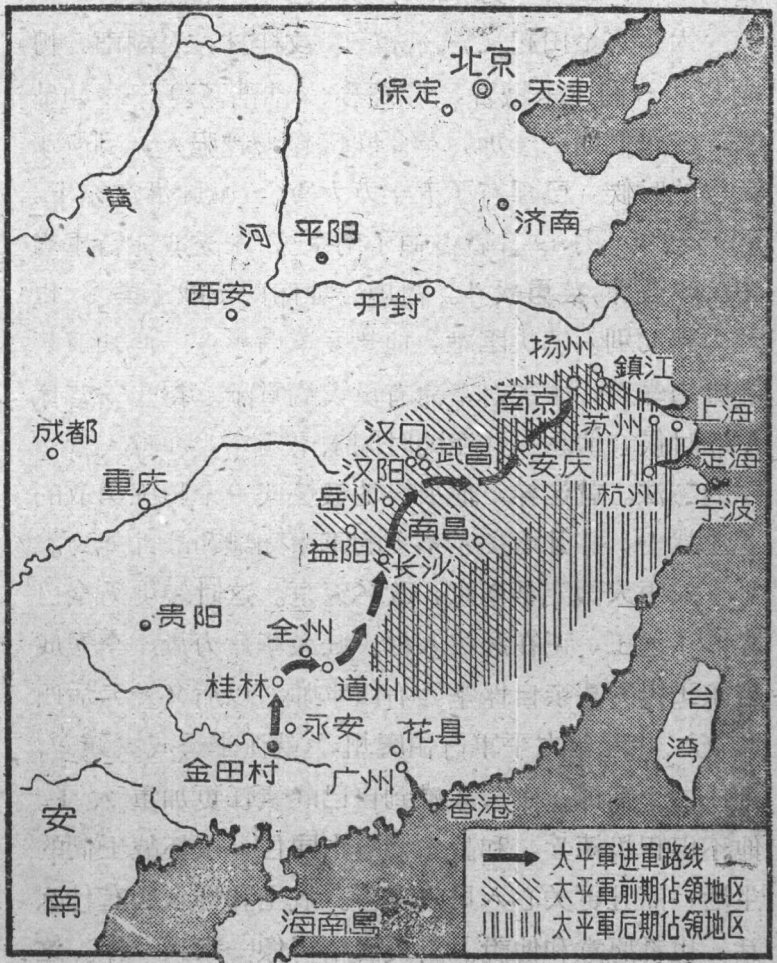 北京
保定
天津
黄
河
济南
平阳
西安
开封
扬州
鎮江
南京
苏州
上海
成都
汉口
武昌
汉阳
安庆
定海
重庆
岳州
杭州
宁波
南昌
益阳
长沙
贵阳
全州
桂林
道州
台
湾
永安
花县
金田村
广州
香港
安
南
海南島
太平軍进軍路线
太平軍前期佔領地区
太平軍后期佔領地区